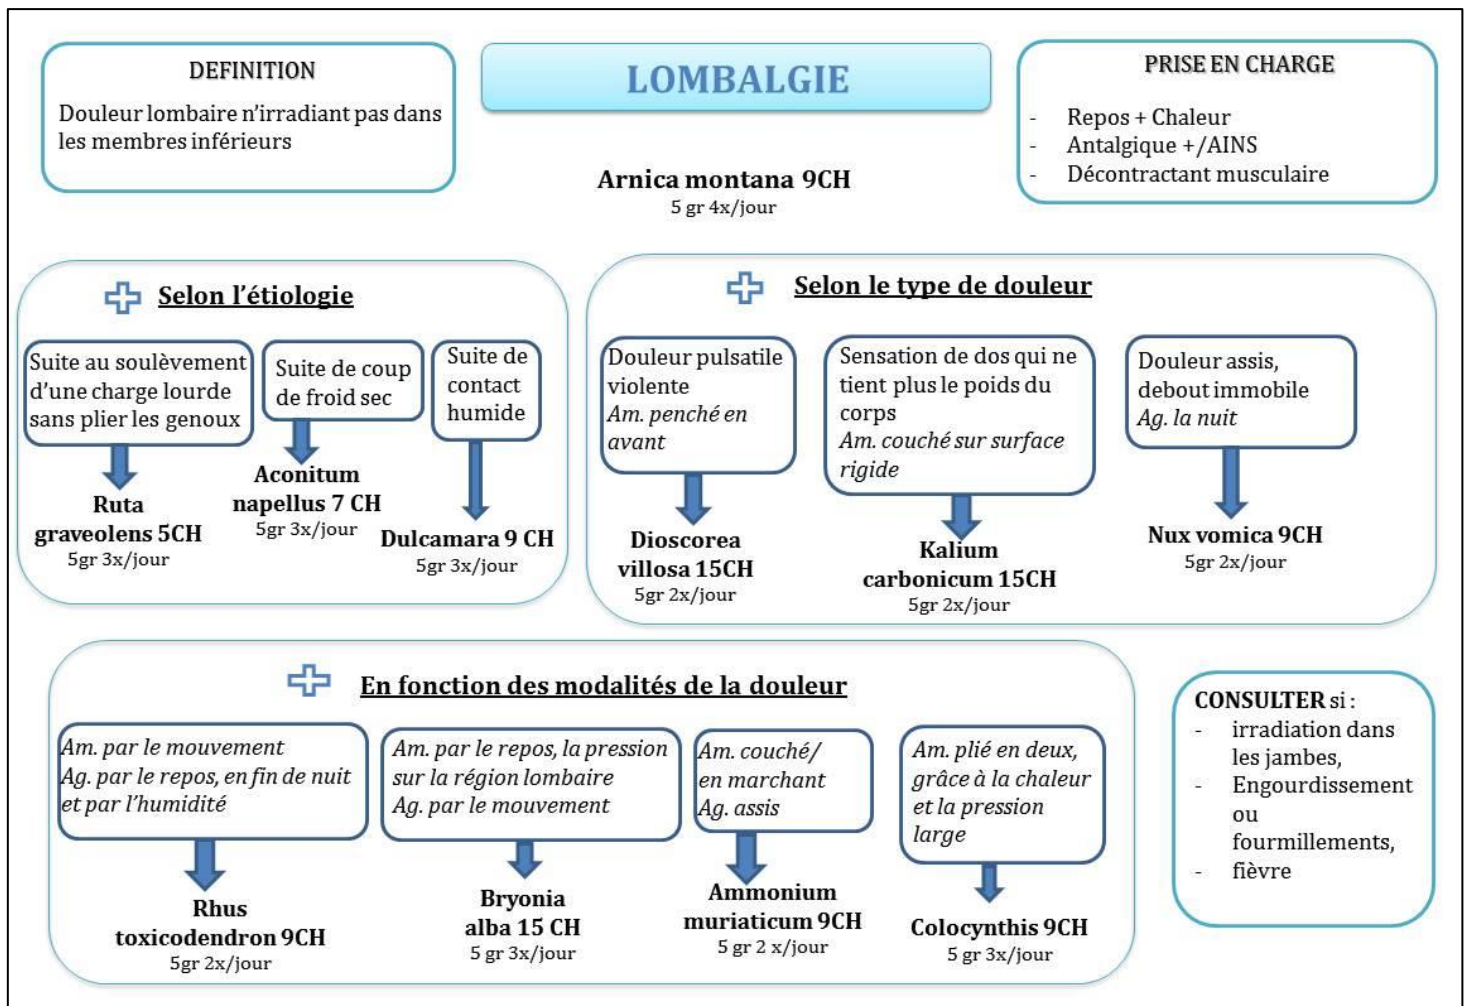 DEFINITION
Douleur lombaire n'irradiant pas dans
les membres inférieurs
LOMBALGIE
PRISE EN CHARGE
- Repos + Chaleur
- Antalgique +/AINS
- Décontractant musculaire
Arnica montana 9CH
5 gr 4x/jour
Selon l'étiologie
Suite au soulèvement
d'une charge lourde
sans plier les genoux
Ruta
graveolens 5CH
5gr 3x/jour
Suite de coup
de froid sec
Aconitum
napellus 7 CH
5gr 3x/jour
Suite de
contact
humide
Dulcamara 9 CH
5gr 3x/jour
Selon le type de douleur
Douleur pulsatile
violente
Am. penché en
avant
Dioscorea
villosa 15CH
5gr 2x/jour
Sensation de dos qui ne
tient plus le poids du
corps
Am. couché sur surface
rigide
Kalium
carbonicum 15CH
5gr 2x/jour
Douleur assis,
debout immobile
Ag. la nuit
Nux vomica 9CH
5gr 2x/jour
En fonction des modalités de la douleur
Am. par le mouvement
Ag. par le repos, en fin de nuit
et par l'humidité
Rhus
toxicodendron 9CH
5gr 2x/jour
Am. par le repos, la pression
sur la région lombaire
Ag. par le mouvement
Bryonia
alba 15 CH
5 gr 3x/jour
Am. couché/
en marchant
Ag. assis
Ammonium
muriaticum 9CH
5 gr 2 x/jour
Am. plié en deux,
grâce à la chaleur
et la pression
large
Colocynthis 9CH
5 gr 3x/jour
CONSULTER si :
- irradiation dans
les jambes,
- Engourdissement
ou
fourmillements,
- fièvre